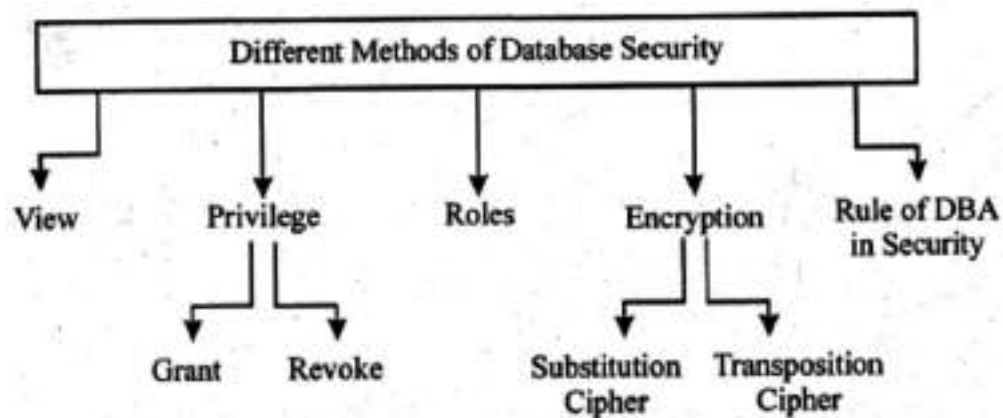 Different Methods of Database Security
View
Privilege
Roles
Encryption
Rule of DBA
in Security
Grant
Revoke
Substitution
Cipher
Transposition
Cipher